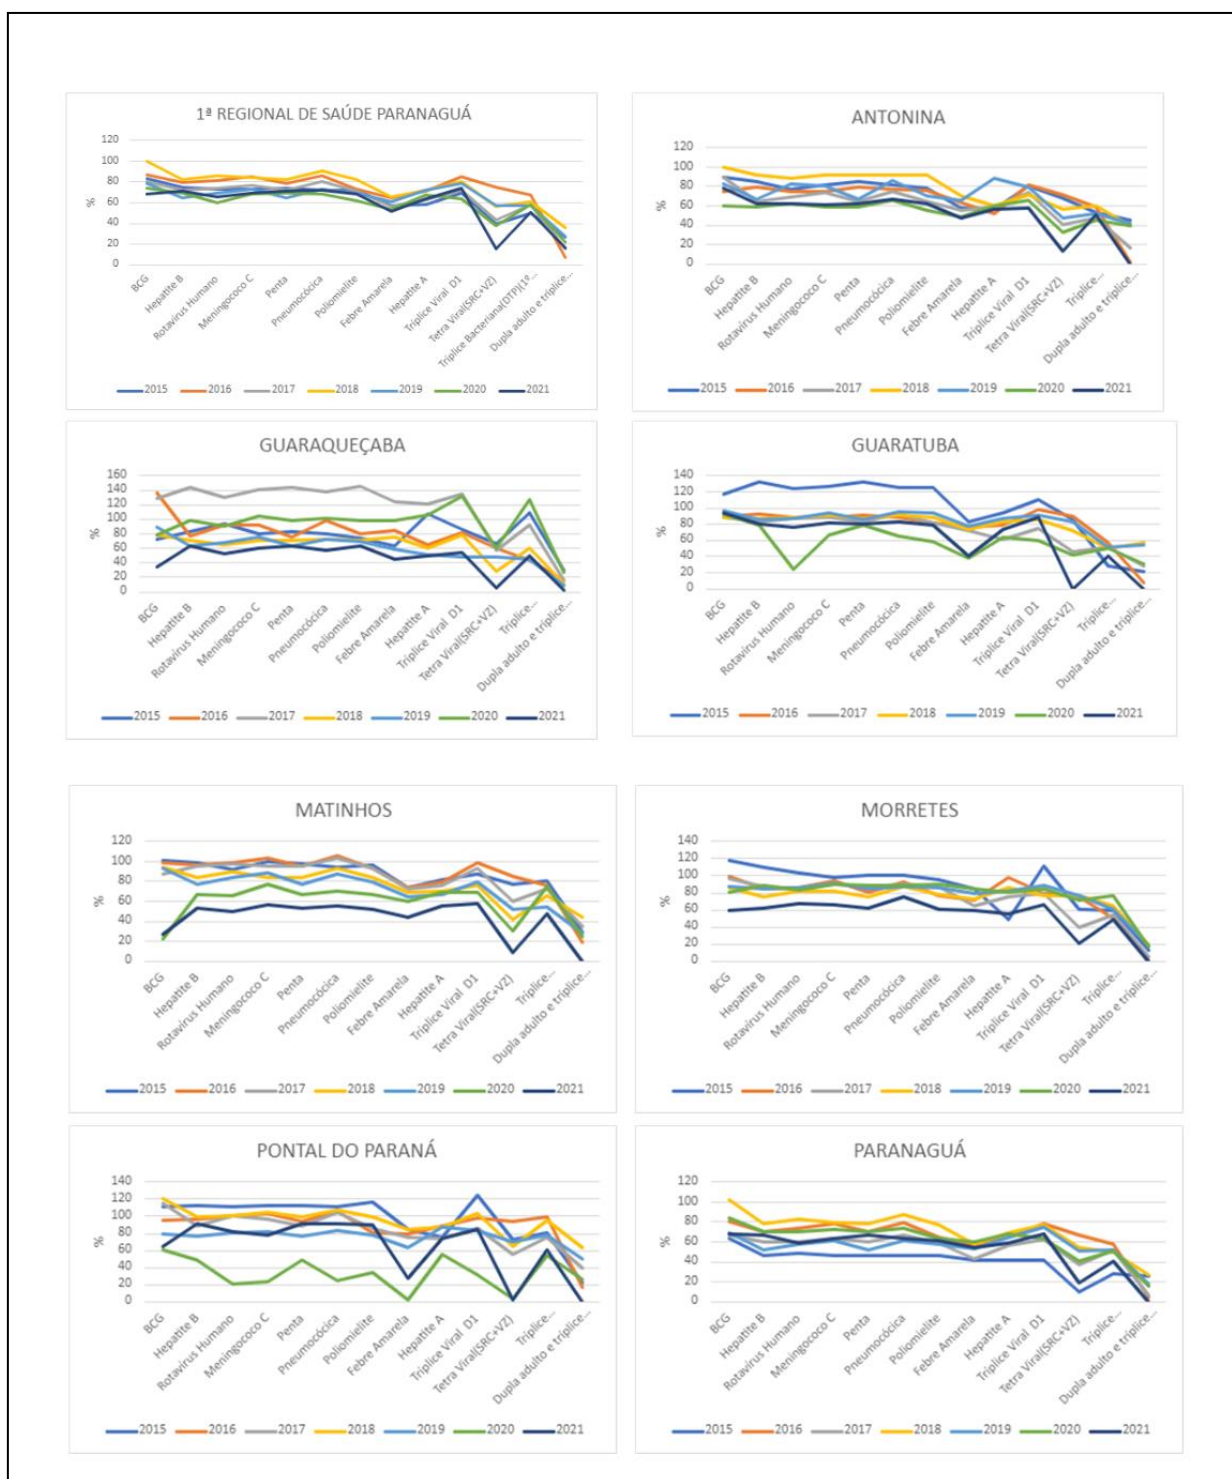 1ª REGIONAL DE SAÚDE PARANAGUÁ
120
100
80
60
40
20
0
%
BCG
Hepatite B
Rotavírus Humano
Meningococo C
Penta
Pneumocócica
Poliomielite
Febre Amarela
Hepatite A
Tríplice Viral D1
Tetra Viral(SRC+VZ)
Tríplice Bacteriana(DTP)(1º...
Dupla adulto e tríplice...
2015 2016 2017 2018 2019 2020 2021
ANTONINA
120
100
80
60
40
20
0
%
BCG
Hepatite B
Rotavírus Humano
Meningococo C
Penta
Pneumocócica
Poliomielite
Febre Amarela
Hepatite A
Tríplice Viral D1
Tetra Viral(SRC+VZ)
Tríplice...
Dupla adulto e tríplice...
2015 2016 2017 2018 2019 2020 2021
GUARAQUEÇABA
160
140
120
100
80
60
40
20
0
%
BCG
Hepatite B
Rotavírus Humano
Meningococo C
Penta
Pneumocócica
Poliomielite
Febre Amarela
Hepatite A
Tríplice Viral D1
Tetra Viral(SRC+VZ)
Tríplice...
Dupla adulto e tríplice...
2015 2016 2017 2018 2019 2020 2021
GUARATUBA
140
120
100
80
60
40
20
0
%
BCG
Hepatite B
Rotavírus Humano
Meningococo C
Penta
Pneumocócica
Poliomielite
Febre Amarela
Hepatite A
Tríplice Viral D1
Tetra Viral(SRC+VZ)
Tríplice...
Dupla adulto e tríplice...
2015 2016 2017 2018 2019 2020 2021
MATINHOS
120
100
80
60
40
20
0
%
BCG
Hepatite B
Rotavírus Humano
Meningococo C
Penta
Pneumocócica
Poliomielite
Febre Amarela
Hepatite A
Tríplice Viral D1
Tetra Viral(SRC+VZ)
Tríplice...
Dupla adulto e tríplice...
2015 2016 2017 2018 2019 2020 2021
MORRETES
140
120
100
80
60
40
20
0
%
BCG
Hepatite B
Rotavírus Humano
Meningococo C
Penta
Pneumocócica
Poliomielite
Febre Amarela
Hepatite A
Tríplice Viral D1
Tetra Viral(SRC+VZ)
Tríplice...
Dupla adulto e tríplice...
2015 2016 2017 2018 2019 2020 2021
PONTAL DO PARANÁ
140
120
100
80
60
40
20
0
%
BCG
Hepatite B
Rotavírus Humano
Meningococo C
Penta
Pneumocócica
Poliomielite
Febre Amarela
Hepatite A
Tríplice Viral D1
Tetra Viral(SRC+VZ)
Tríplice...
Dupla adulto e tríplice...
2015 2016 2017 2018 2019 2020 2021
PARANAGUÁ
120
100
80
60
40
20
0
%
BCG
Hepatite B
Rotavírus Humano
Meningococo C
Penta
Pneumocócica
Poliomielite
Febre Amarela
Hepatite A
Tríplice Viral D1
Tetra Viral(SRC+VZ)
Tríplice...
Dupla adulto e tríplice...
2015 2016 2017 2018 2019 2020 2021